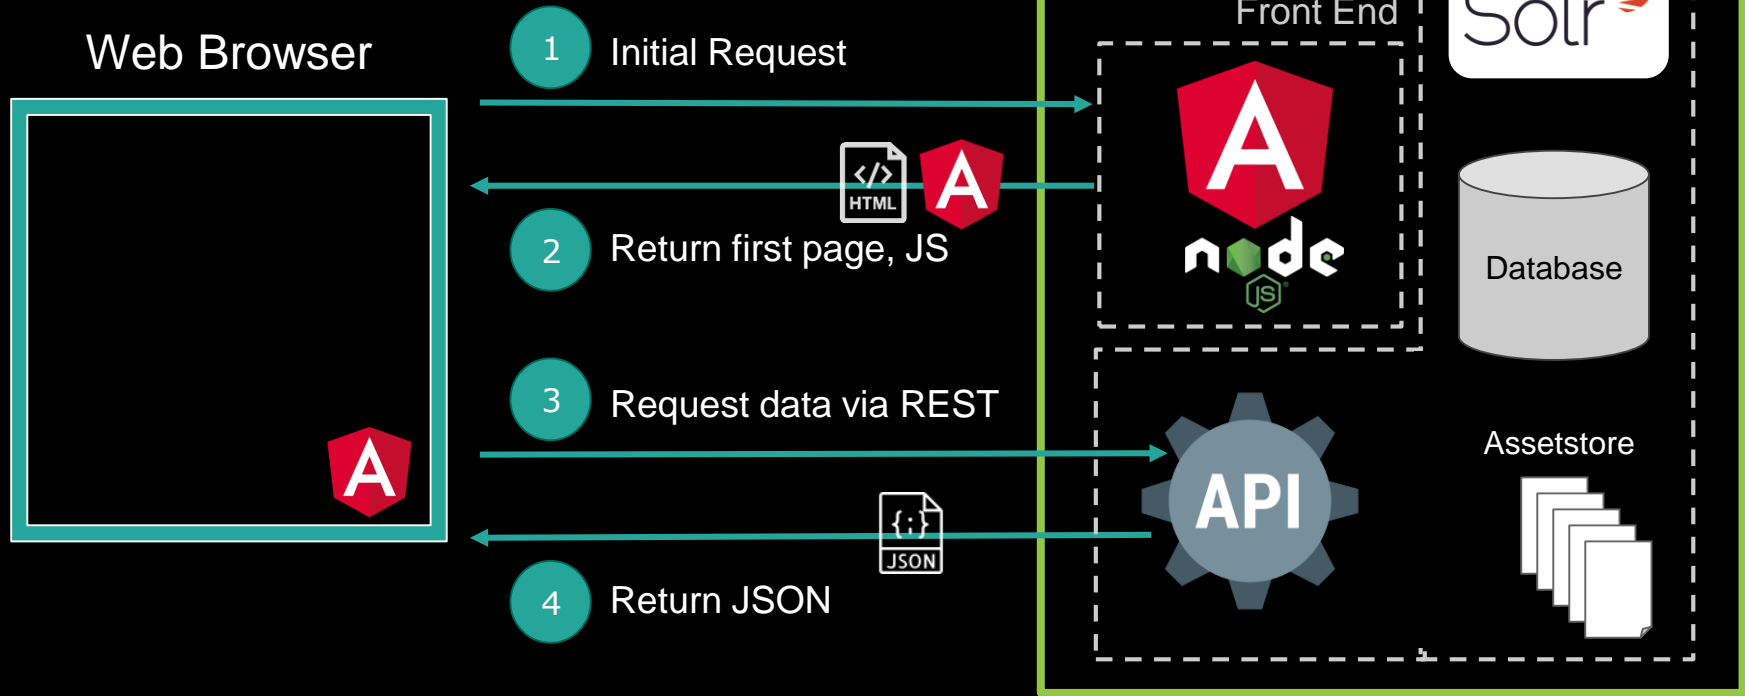 Front End
Solr
Web Browser
1
Initial Request
</>
HTML
2
Return first page, JS
node
JS
Database
3
Request data via REST
Assetstore
API
{;}
JSON
4
Return JSON